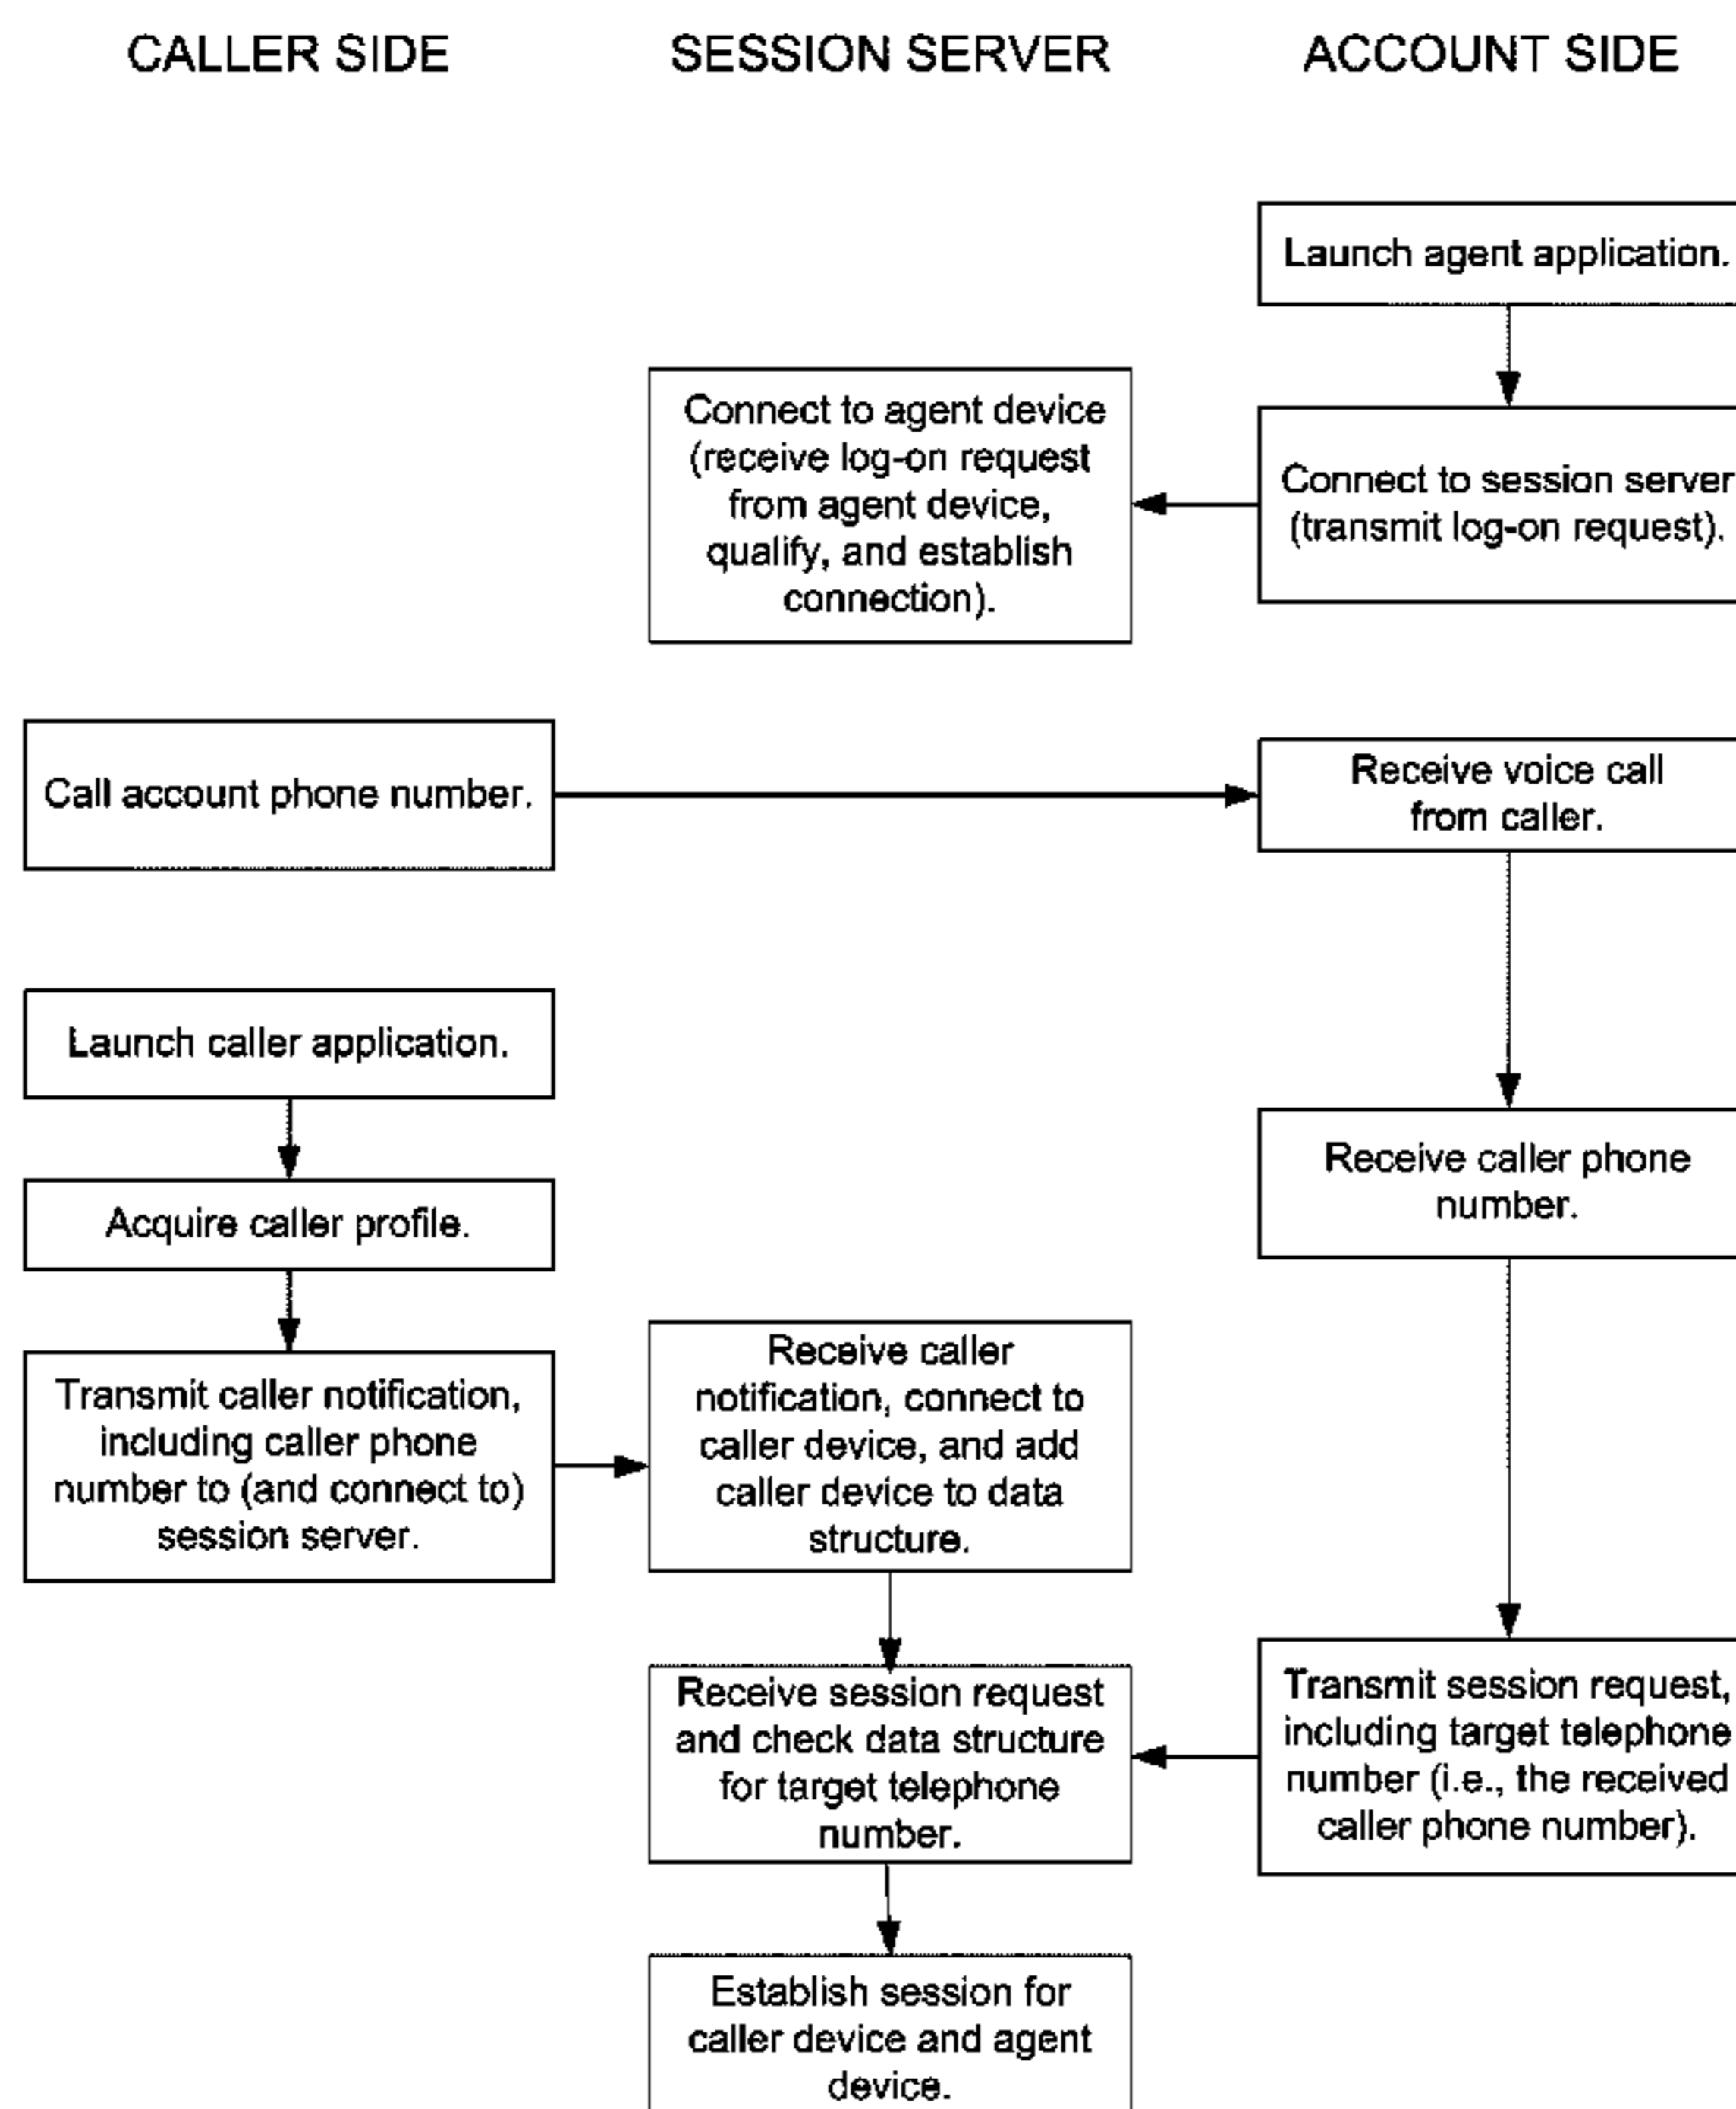 CALLER SIDE
SESSION SERVER
ACCOUNT SIDE
Launch agent application.
Connect to agent device
(receive log-on request
from agent device,
qualify, and establish
connection).
Connect to session server
(transmit log-on request).
Call account phone number.
Receive voice call
from caller.
Launch caller application.
Receive caller phone
number.
Acquire caller profile.
Transmit caller notification,
including caller phone
number to (and connect to)
session server.
Receive caller
notification, connect to
caller device, and add
caller device to data
structure.
Receive session request
and check data structure
for target telephone
number.
Transmit session request,
including target telephone
number (i.e., the received
caller phone number).
Establish session for
caller device and agent
device.